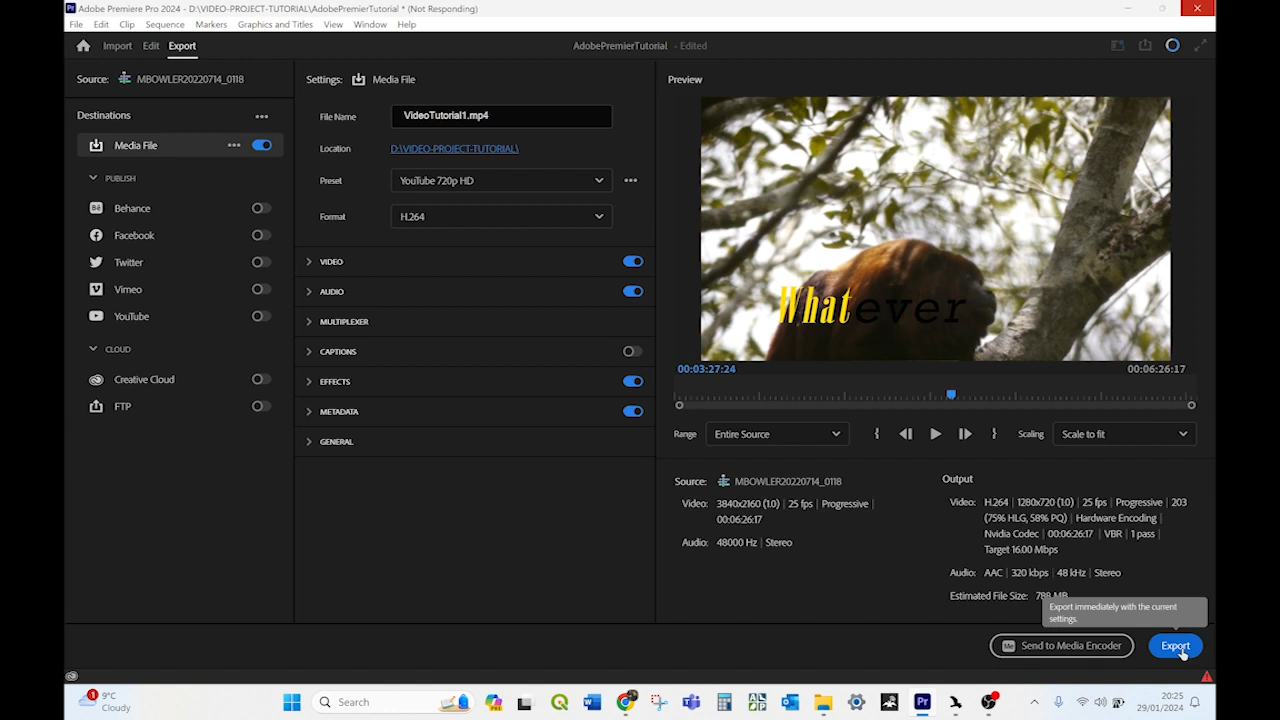 Adobe Premiere Pro 2024 - D:\VIDEO-PROJECT-TUTORIAL\AdobePremierTutorial * (Not Responding)
File Edit Clip Sequence Markers Graphics and Titles View Window Help
Import Edit Export
AdobePremierTutorial - Edited
Source: MBOWLER20220714_0118
Destinations
Media File
PUBLISH
Behance
Facebook
Twitter
Vimeo
YouTube
CLOUD
Creative Cloud
FTP
Settings: Media File
File Name VideoTutorial1.mp4
Location D:\VIDEO-PROJECT-TUTORIAL\
Preset YouTube 720p HD
Format H.264
VIDEO
AUDIO
MULTIPLEXER
CAPTIONS
EFFECTS
METADATA
GENERAL
Preview
Whatever
00:03:27:24 00:06:26:17
Range Entire Source Scaling Scale to fit
Source: MBOWLER20220714_0118
Video: 3840x2160 (1.0) | 25 fps | Progressive |
00:06:26:17
Audio: 48000 Hz | Stereo
Output
Video: H.264 | 1280x720 (1.0) | 25 fps | Progressive | 203
(75% HLG, 58% PQ) | Hardware Encoding |
Nvidia Codec | 00:06:26:17 | VBR | 1 pass |
Target 16.00 Mbps
Audio: AAC | 320 kbps | 48 kHz | Stereo
Estimated File Size: 788 MB
Export immediately with the current
settings.
Me Send to Media Encoder Export
1 9°C
Cloudy
Search
20:25
29/01/2024